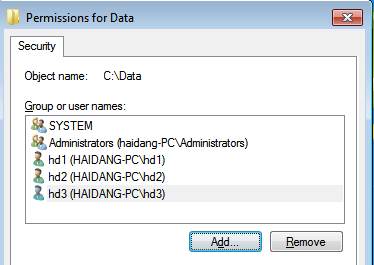 Permissions for Data
Security
Object name: C:\Data
Group or user names:
SYSTEM
Administrators (haidang-PC\Administrators)
hd1 (HAIDANG-PC\hd1)
hd2 (HAIDANG-PC\hd2)
hd3 (HAIDANG-PC\hd3)
Add... Remove